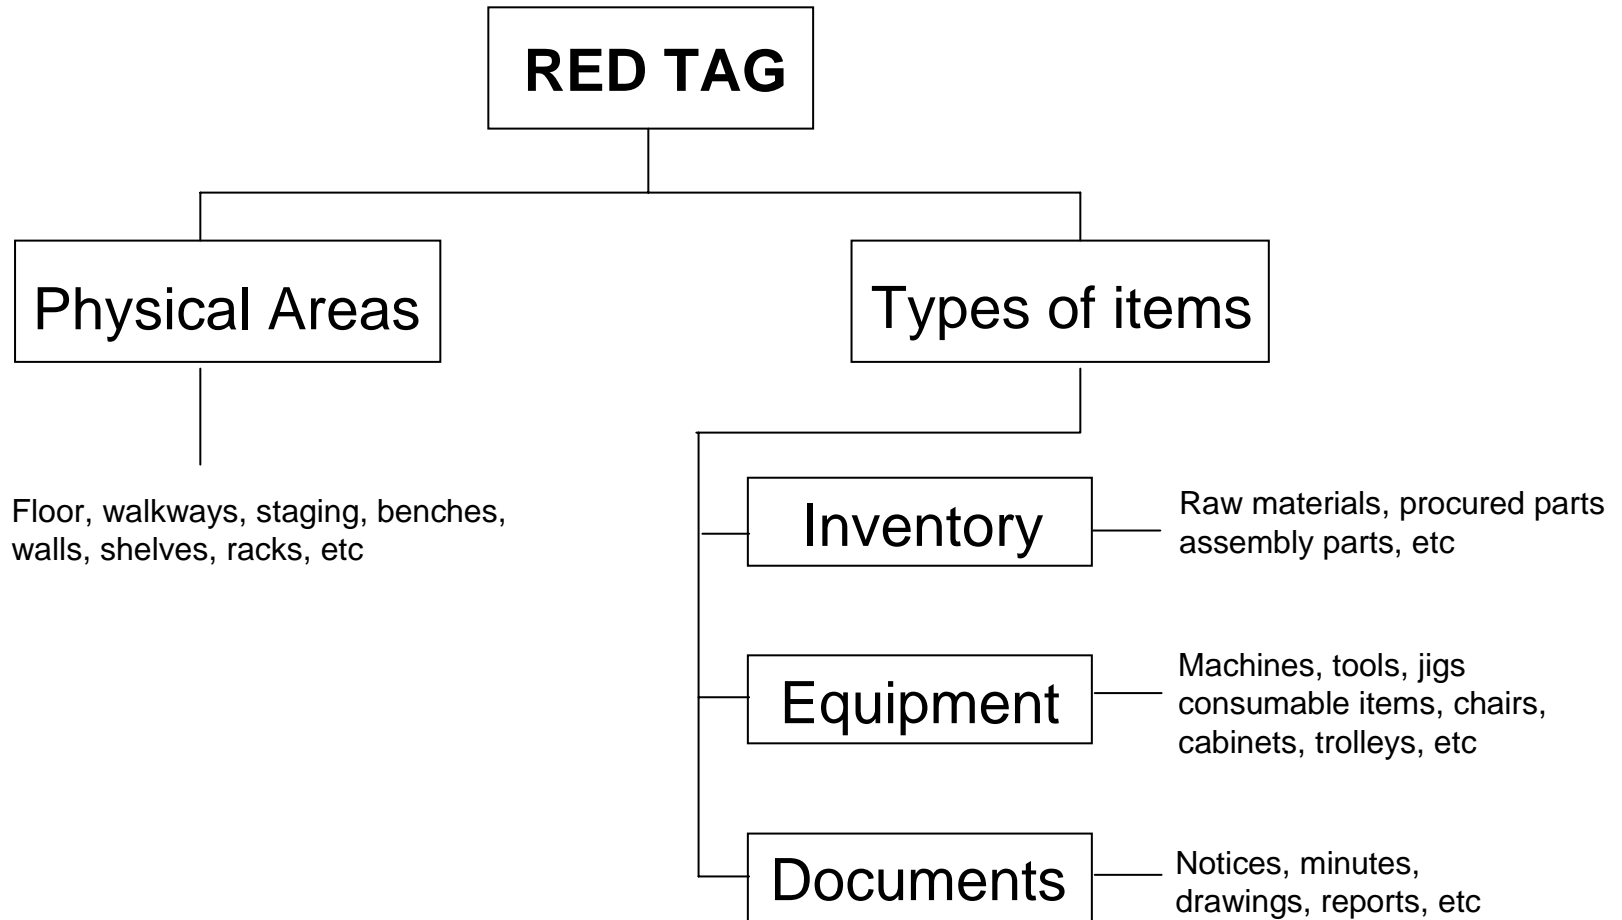 RED TAG
Physical Areas
Floor, walkways, staging, benches,
walls, shelves, racks, etc
Types of items
Inventory
Raw materials, procured parts
assembly parts, etc
Equipment
Machines, tools, jigs
consumable items, chairs,
cabinets, trolleys, etc
Documents
Notices, minutes,
drawings, reports, etc